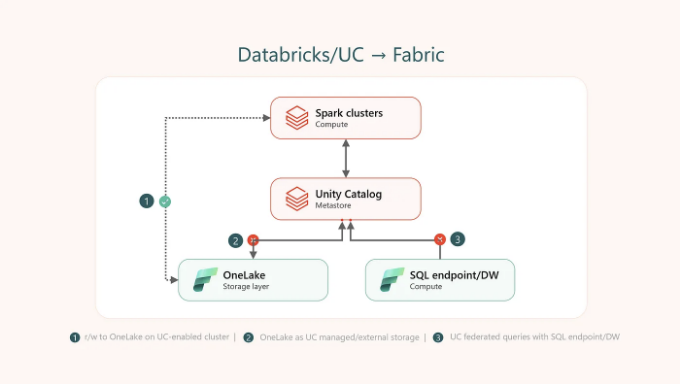 Databricks/UC → Fabric
Spark clusters
Compute
Unity Catalog
Metastore
1
2
3
OneLake
Storage layer
SQL endpoint/DW
Compute
1 r/w to OneLake on UC-enabled cluster | 2 OneLake as UC managed/external storage | 3 UC federated queries with SQL endpoint/DW